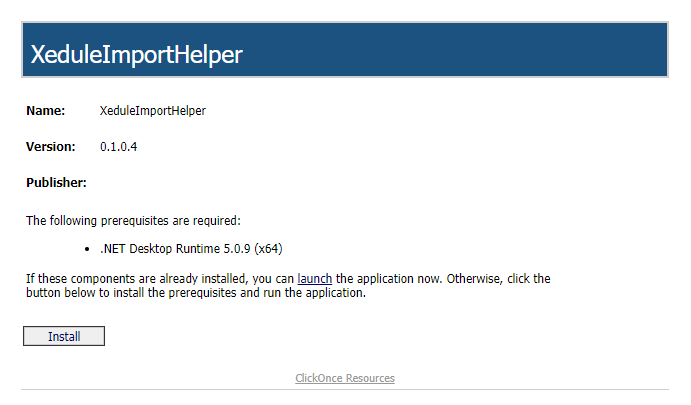 XeduleImportHelper
Name: XeduleImportHelper
Version: 0.1.0.4
Publisher:
The following prerequisites are required:
• .NET Desktop Runtime 5.0.9 (x64)
If these components are already installed, you can launch the application now. Otherwise, click the
button below to install the prerequisites and run the application.
Install
ClickOnce Resources